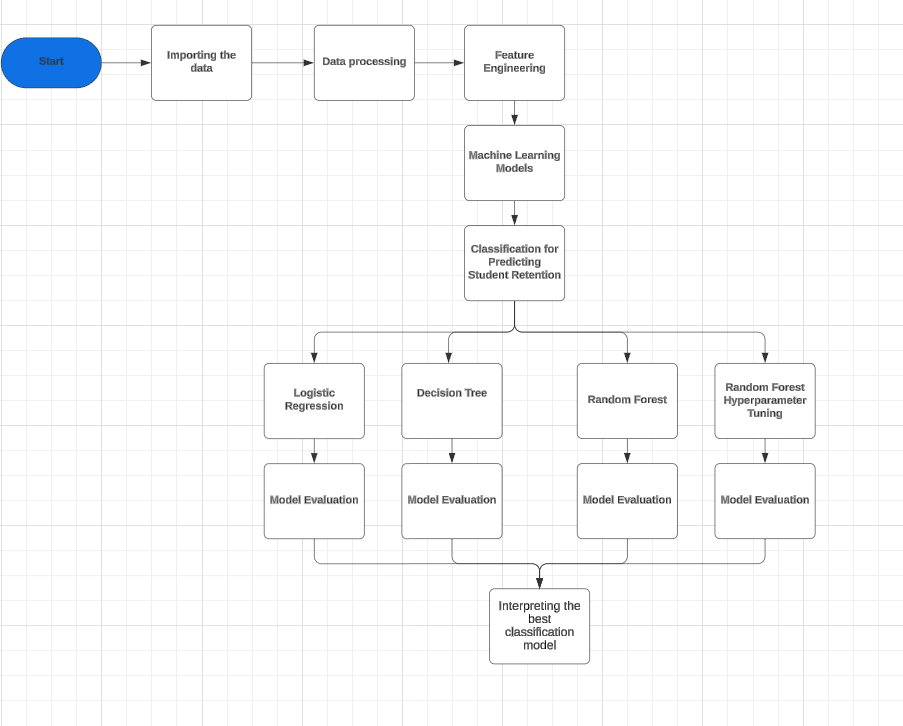 Start
Importing the
data
Data processing
Feature
Engineering
Machine Learning
Models
Classification for
Predicting
Student Retention
Logistic
Regression
Decision Tree
Random Forest
Random Forest
Hyperparameter
Tuning
Model Evaluation
Model Evaluation
Model Evaluation
Model Evaluation
Interpreting the
best
classification
model